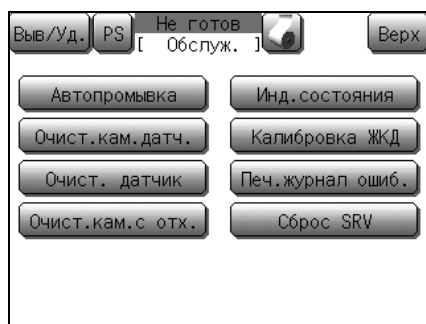 Выв/Уд. PS Не готов Верх
[ Обслуж. ]
Автопромывка Инд.состояния
Очист.кам.датч. Калибровка ЖКД
Очист. датчик Печ.журнал ошиб.
Очист.кам.с отх. Сброс SRV